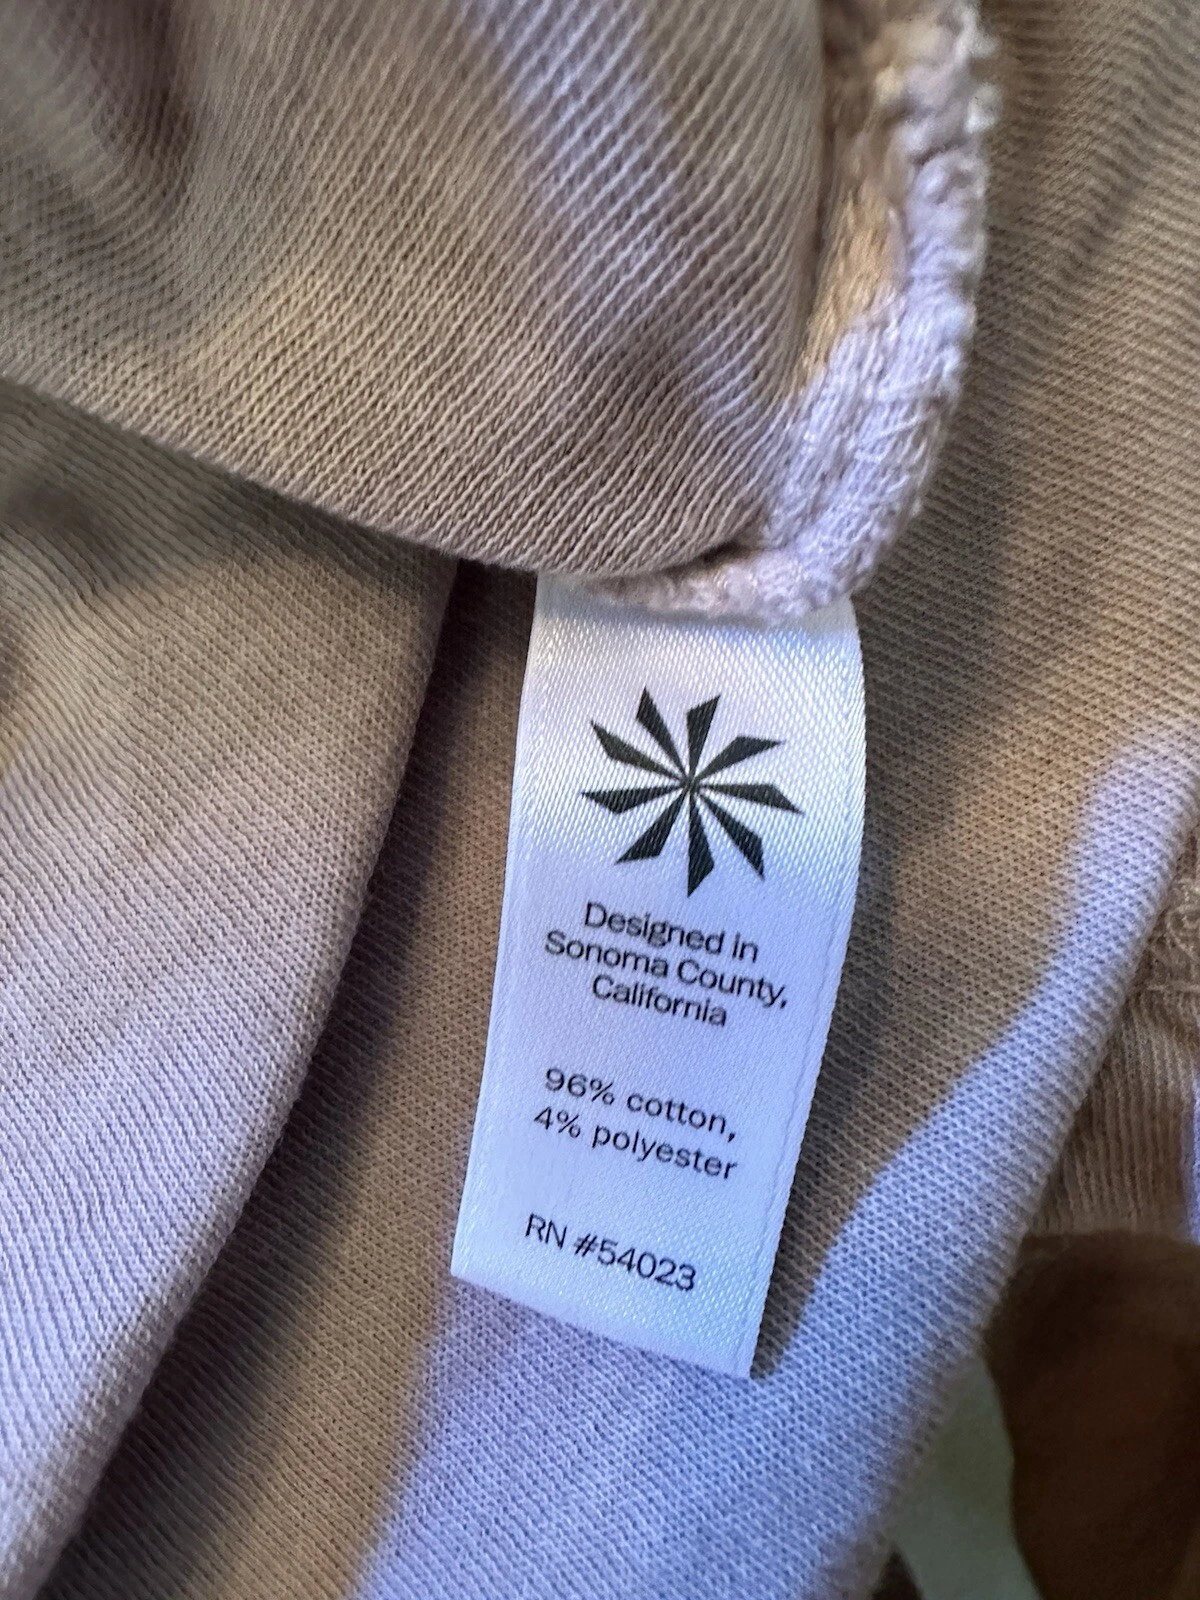 Designed in
Sonoma County,
California
96% cotton,
4% polyester
RN #54023